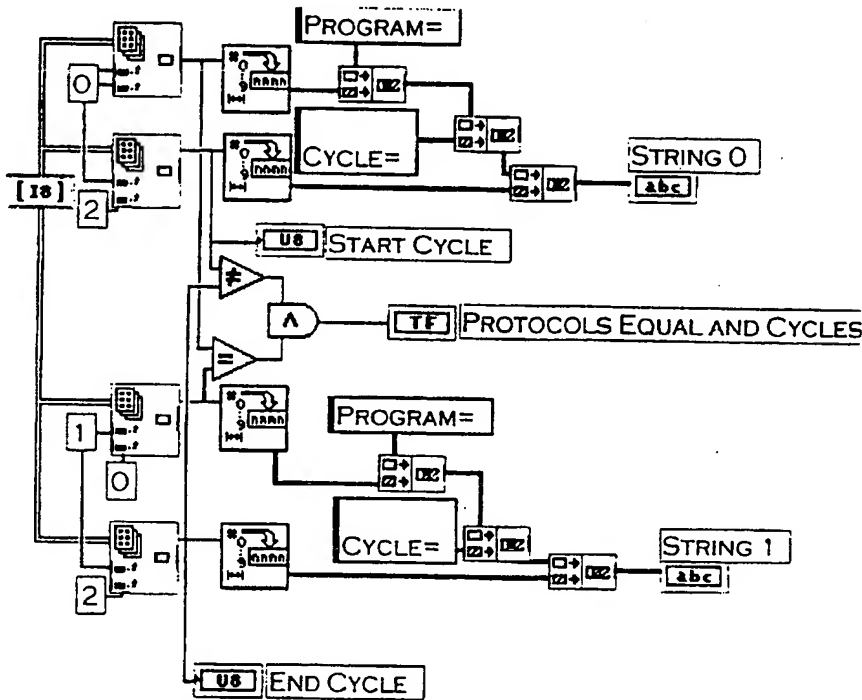 PROGRAM=
0
CYCLE=
STRING 0
abc
[I8]
2
U8 START CYCLE
≠
∧
TF PROTOCOLS EQUAL AND CYCLES
=
PROGRAM=
1
0
CYCLE=
STRING 1
abc
2
U8 END CYCLE